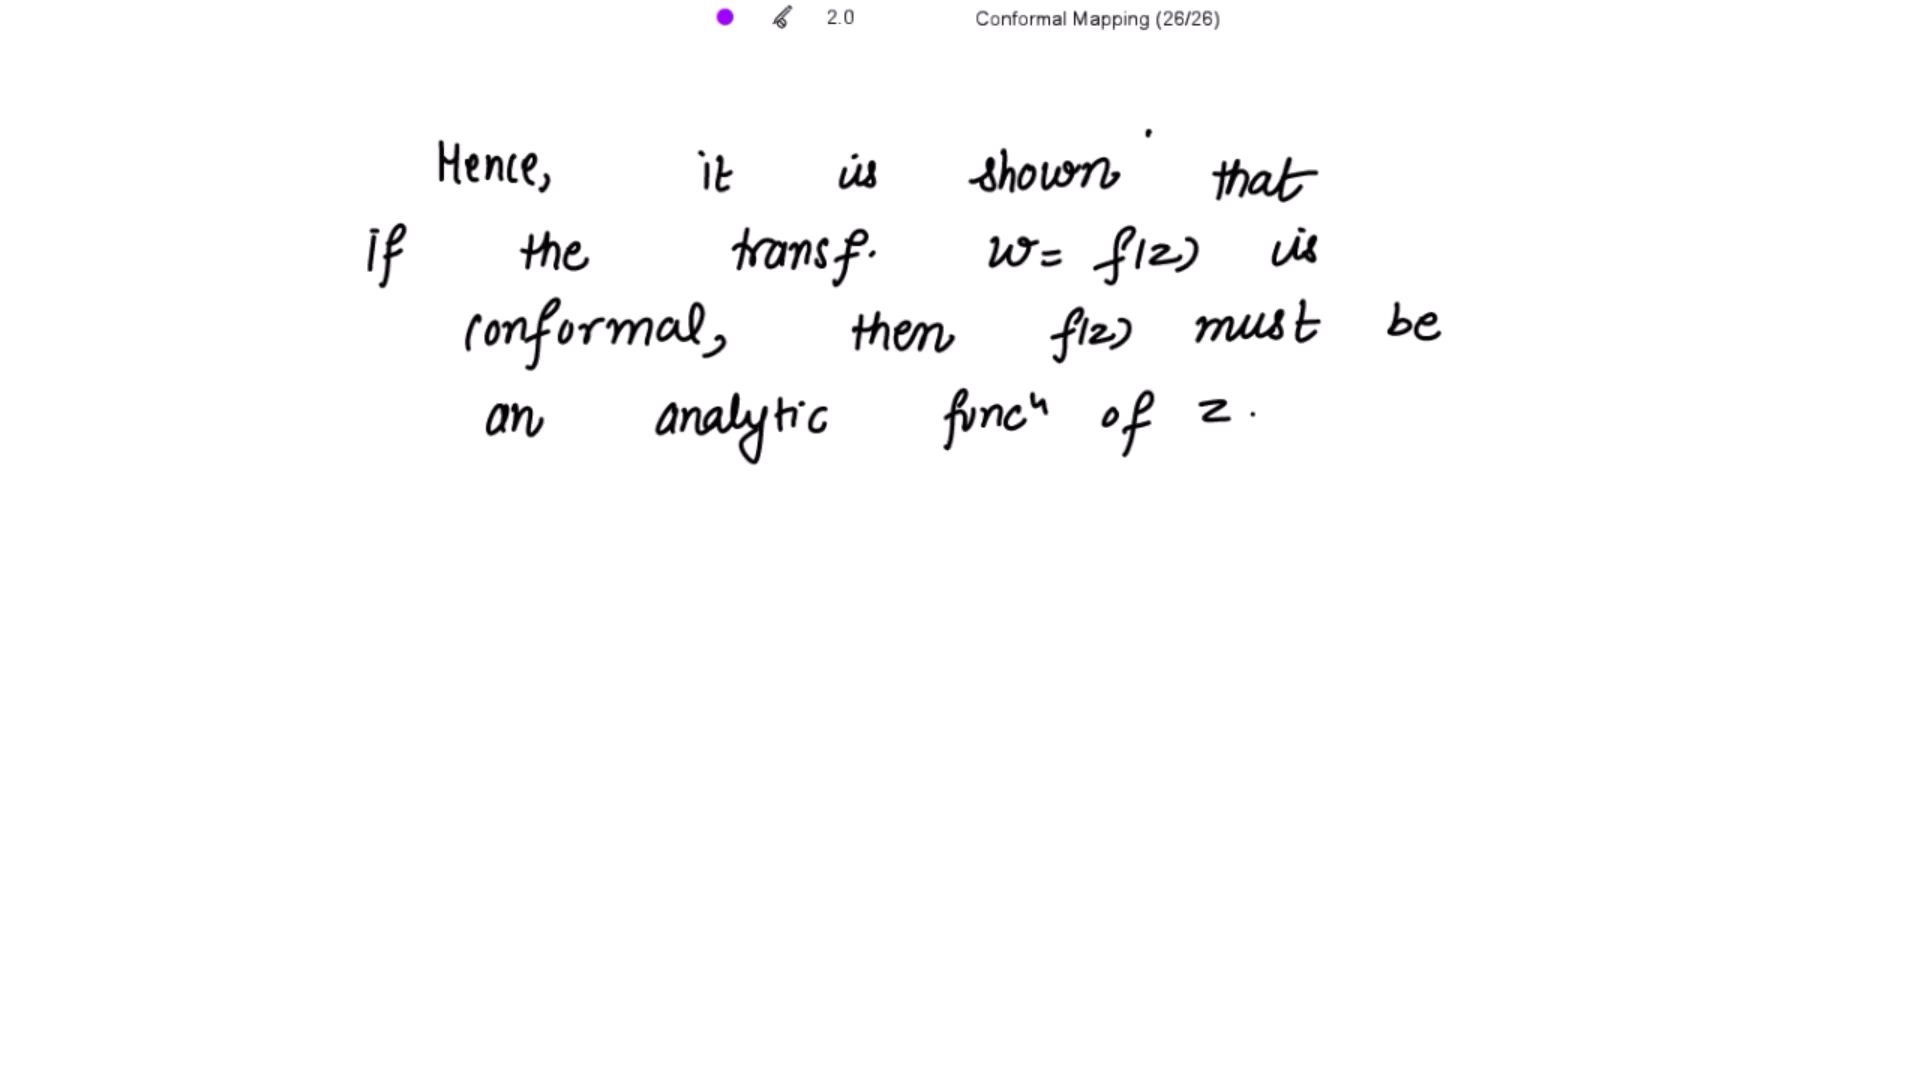 2.0 Conformal Mapping (26/26)
Hence, it is shown that
if the transf. w = f(z) is
conformal, then f(z) must be
an analytic funcⁿ of z.